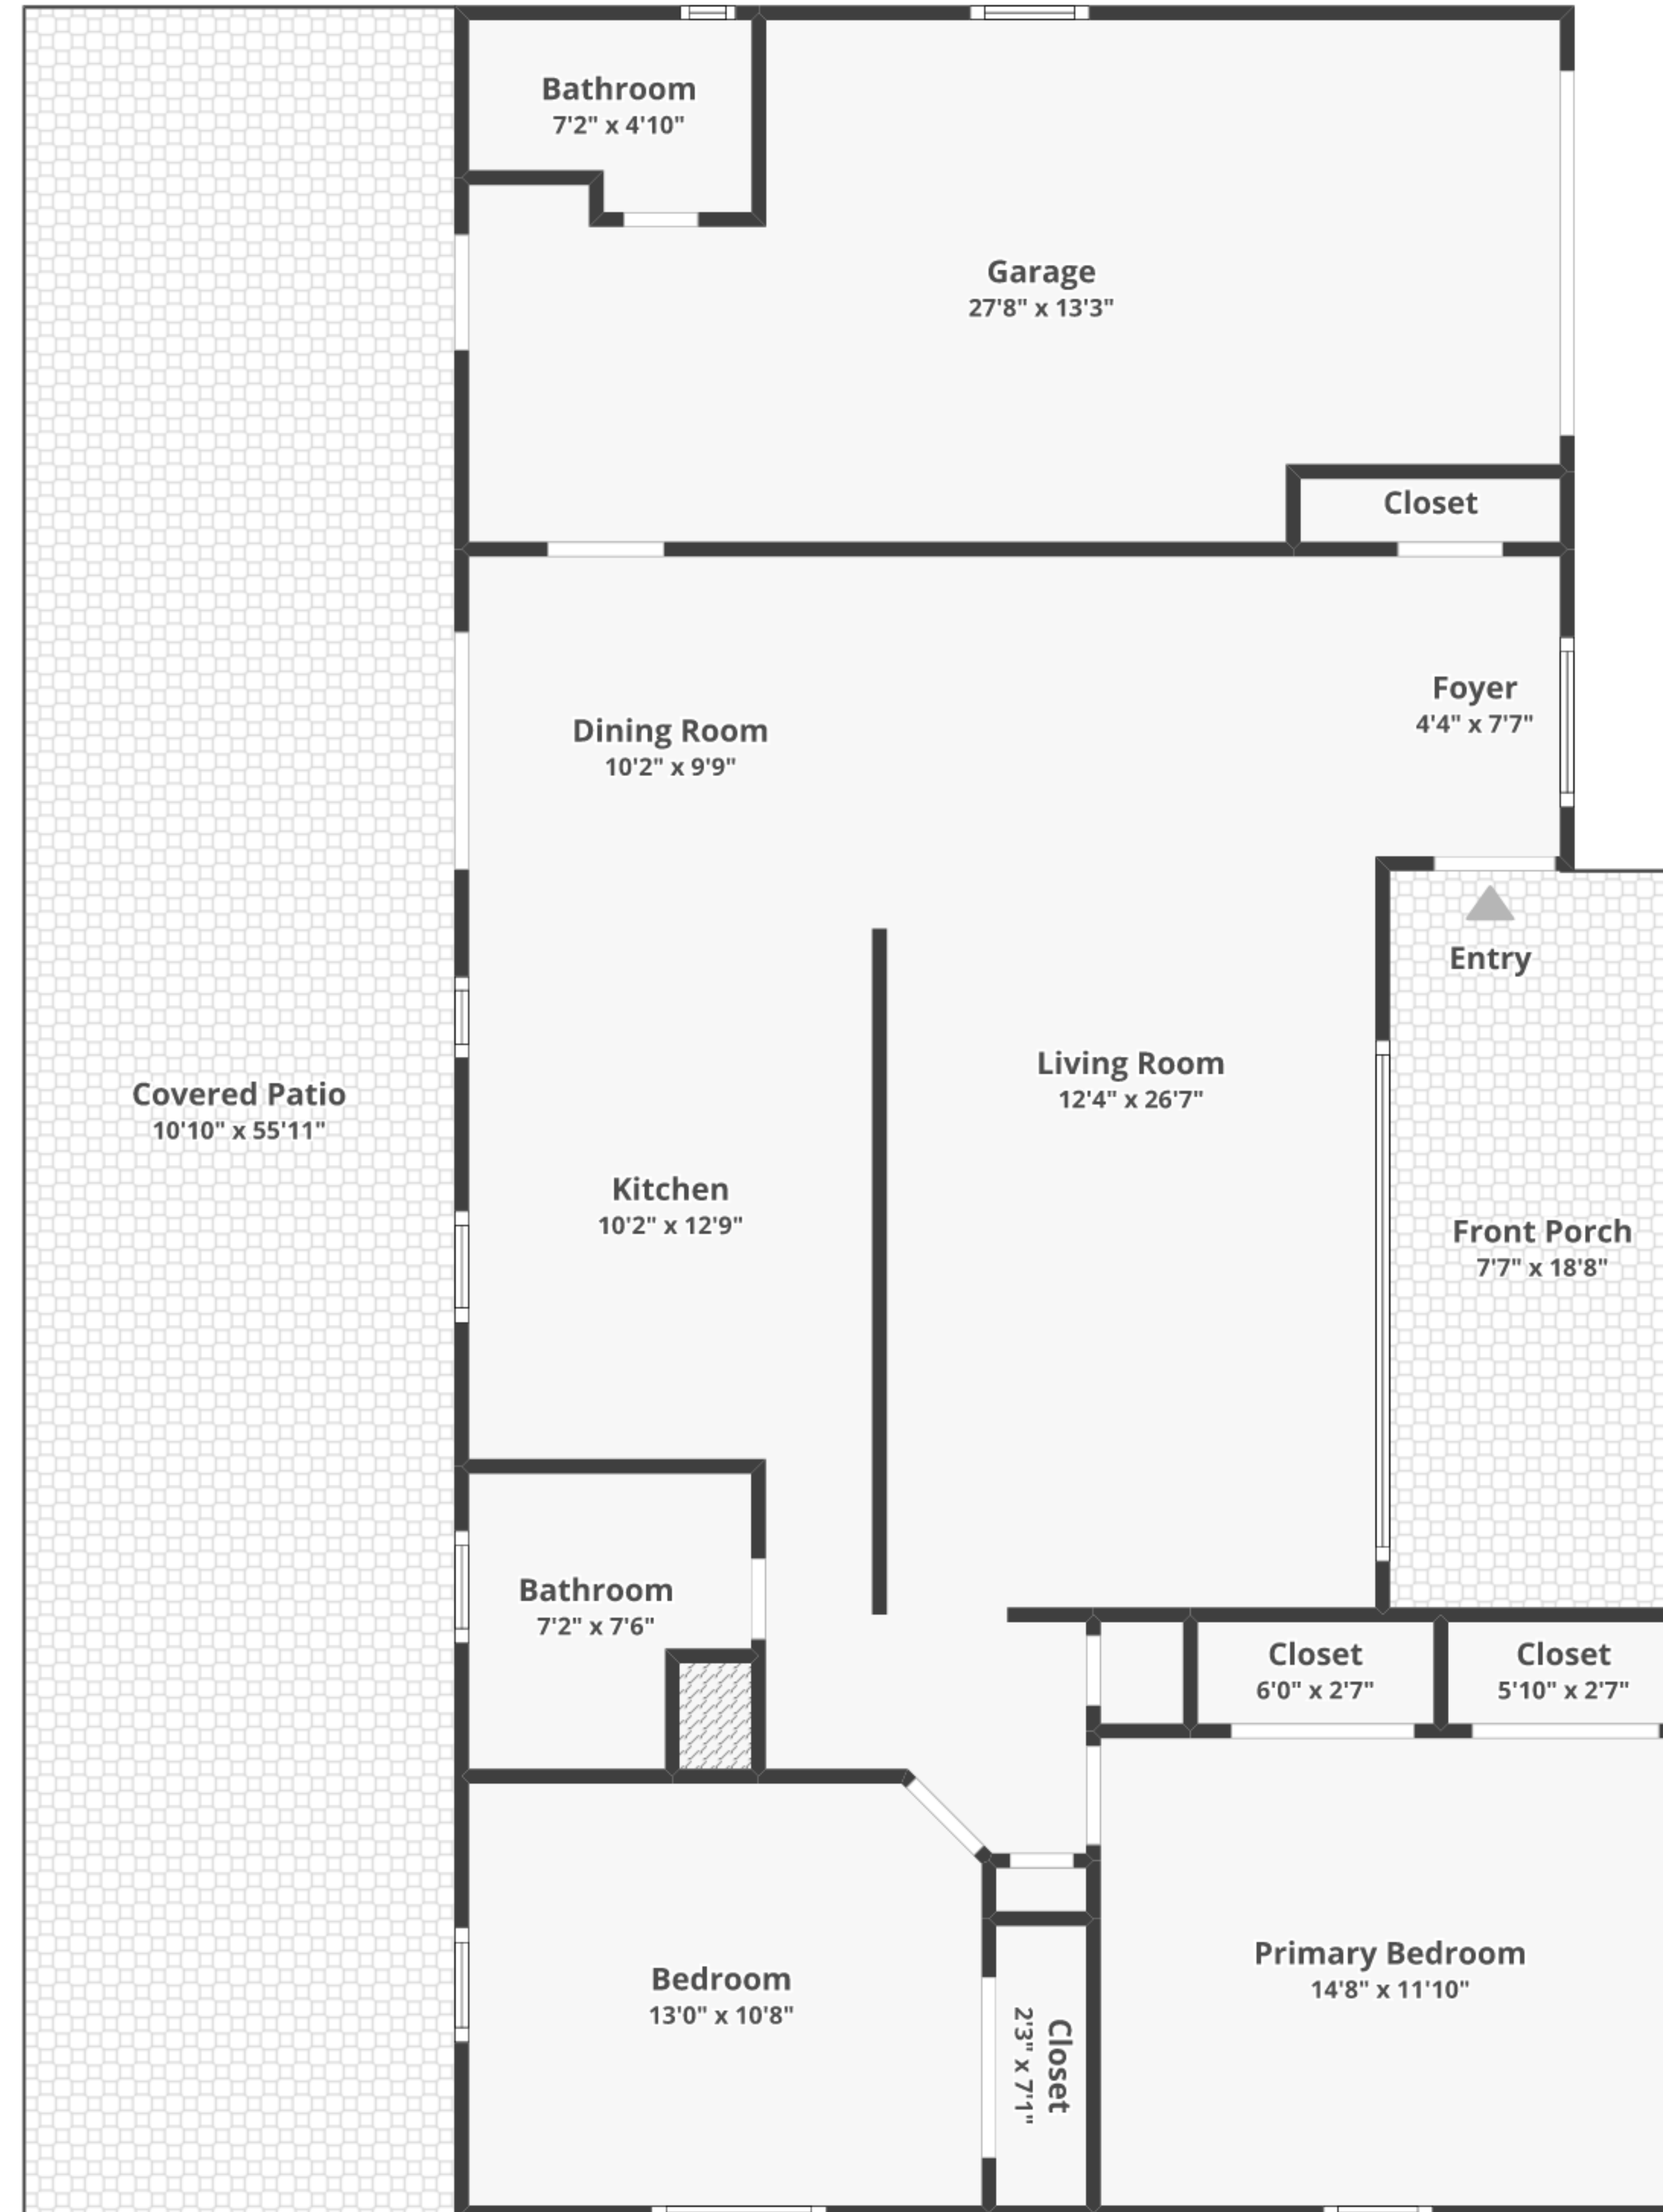 Bathroom
7'2" x 4'10"
Garage
27'8" x 13'3"
Closet
Foyer
4'4" x 7'7"
Dining Room
10'2" x 9'9"
Entry
Living Room
12'4" x 26'7"
Covered Patio
10'10" x 55'11"
Kitchen
10'2" x 12'9"
Front Porch
7'7" x 18'8"
Bathroom
7'2" x 7'6"
Closet
6'0" x 2'7"
Closet
5'10" x 2'7"
Primary Bedroom
14'8" x 11'10"
Bedroom
13'0" x 10'8"
Closet
2'3" x 7'1"